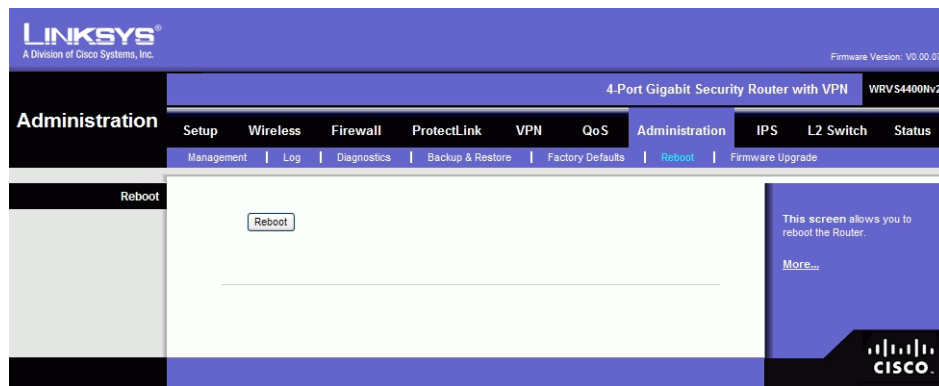 LINKSYS®
A Division of Cisco Systems, Inc.
Firmware Version: V0.00.07
4-Port Gigabit Security Router with VPN WRVS4400Nv2
Administration
Setup Wireless Firewall ProtectLink VPN QoS Administration IPS L2 Switch Status
Management | Log | Diagnostics | Backup & Restore | Factory Defaults | Reboot | Firmware Upgrade
Reboot
Reboot
This screen allows you to
reboot the Router.
More...
CISCO.